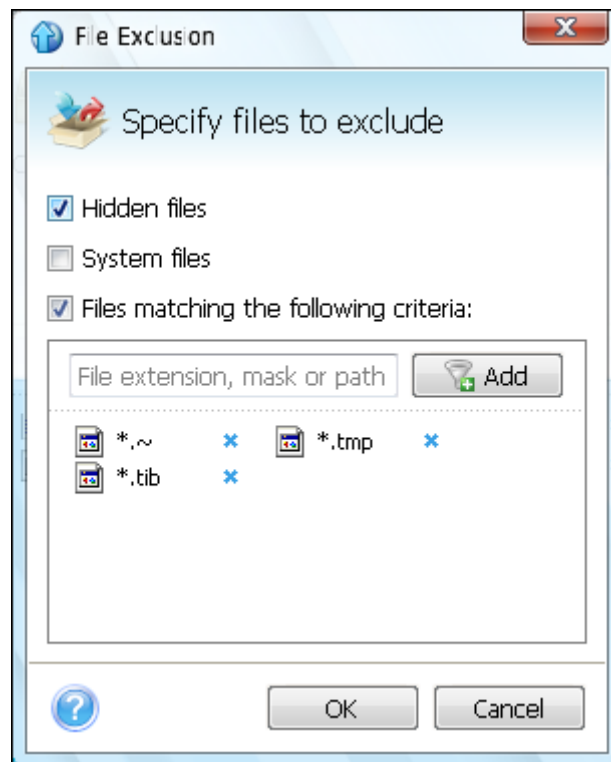 File Exclusion
Specify files to exclude
Hidden files
System files
Files matching the following criteria:
File extension, mask or path Add
*.~ *.tmp
*.tib
OK Cancel